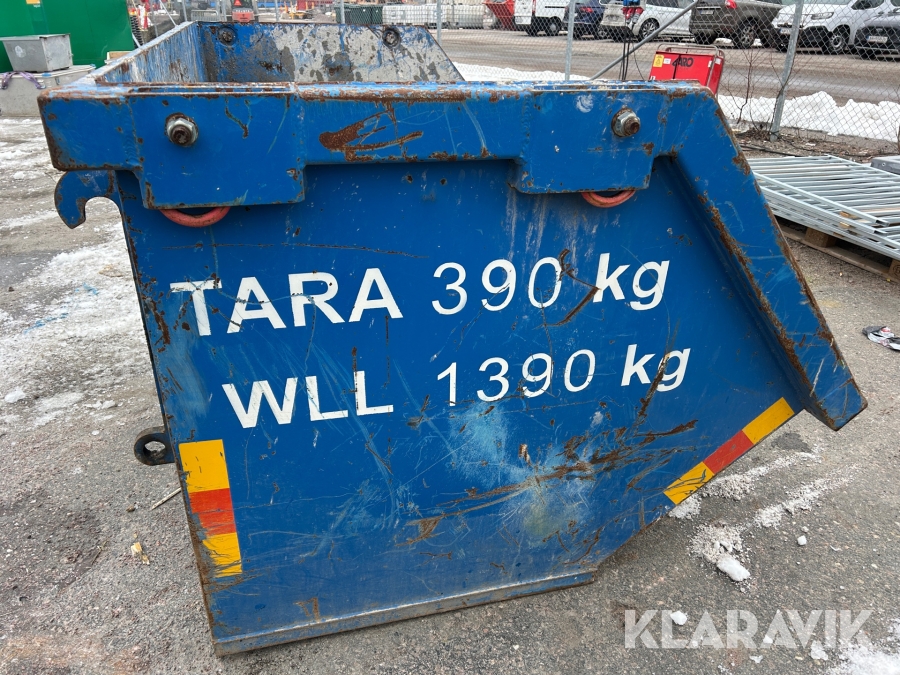 TARA 390 kg
WLL 1390 kg
KLARAVIK